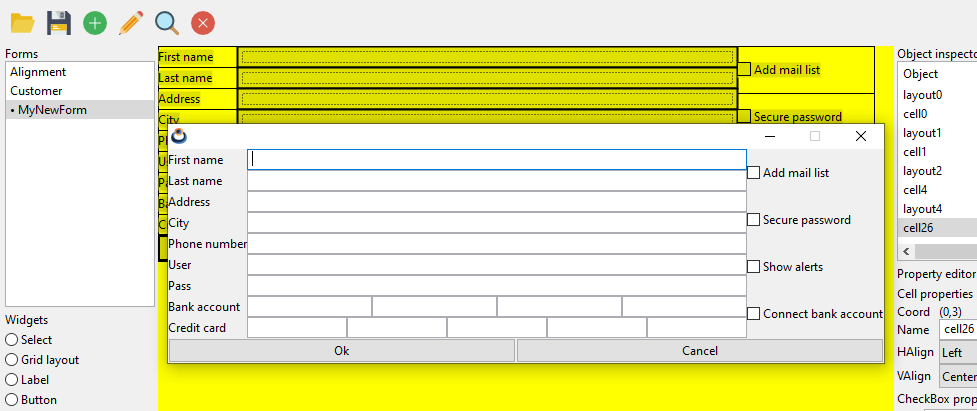 Forms
Alignment
Customer
• MyNewForm
Widgets
Select
Grid layout
Label
Button
First name
Last name
Address
City
Add mail list
Secure password
First name
Last name
Address
City
Phone number
User
Pass
Bank account
Credit card
Add mail list
Secure password
Show alerts
Connect bank account
Ok
Cancel
Object inspecto
Object
layout0
cell0
layout1
cell1
layout2
cell4
layout4
cell26
Property editor
Cell properties
Coord (0,3)
Name cell26
HAlign Left
VAlign Center
CheckBox prop